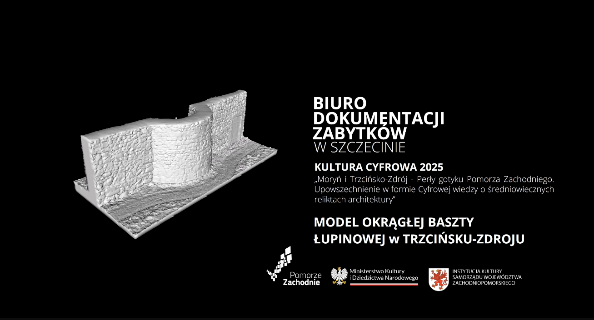 BIURO
DOKUMENTACJI
ZABYTKÓW
W SZCZECINIE
KULTURA CYFROWA 2025
„Moryń i Trzcińsko-Zdrój - Perły gotyku Pomorza Zachodniego.
Upowszechnienie w formie Cyfrowej wiedzy o średniowiecznych
reliktach architektury"
MODEL OKRĄGŁEJ BASZTY
ŁUPINOWEJ w TRZCIŃSKU-ZDROJU
Pomorze
Zachodnie
Ministerstwo Kultury
i Dziedzictwa Narodowego
INSTYTUCJA KULTURY
SAMORZĄDU WOJEWÓDZTWA
ZACHODNIOPOMORSKIEGO